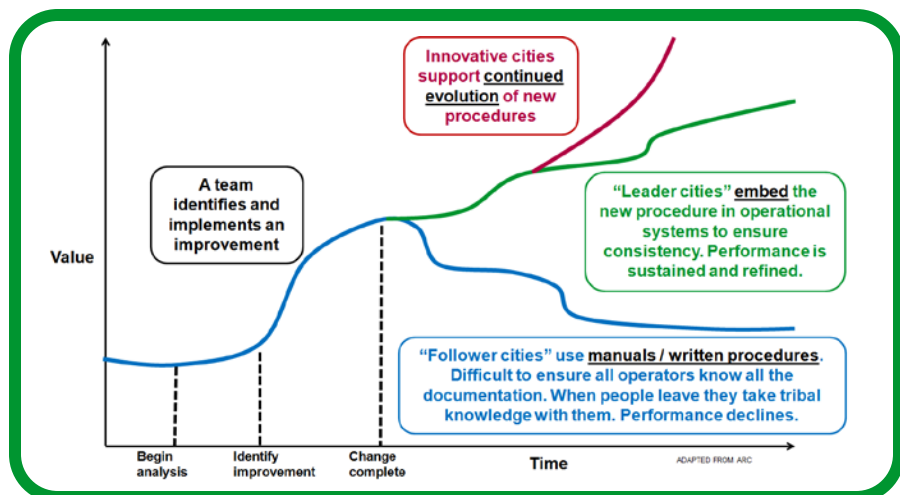 Innovative cities
support continued
evolution of new
procedures
A team
identifies and
implements an
improvement
"Leader cities" embed the
new procedure in operational
systems to ensure
consistency. Performance is
sustained and refined.
Value
"Follower cities" use manuals / written procedures.
Difficult to ensure all operators know all the
documentation. When people leave they take tribal
knowledge with them. Performance declines.
Begin
analysis
Identify
improvement
Change
complete
Time
ADAPTED FROM ARC